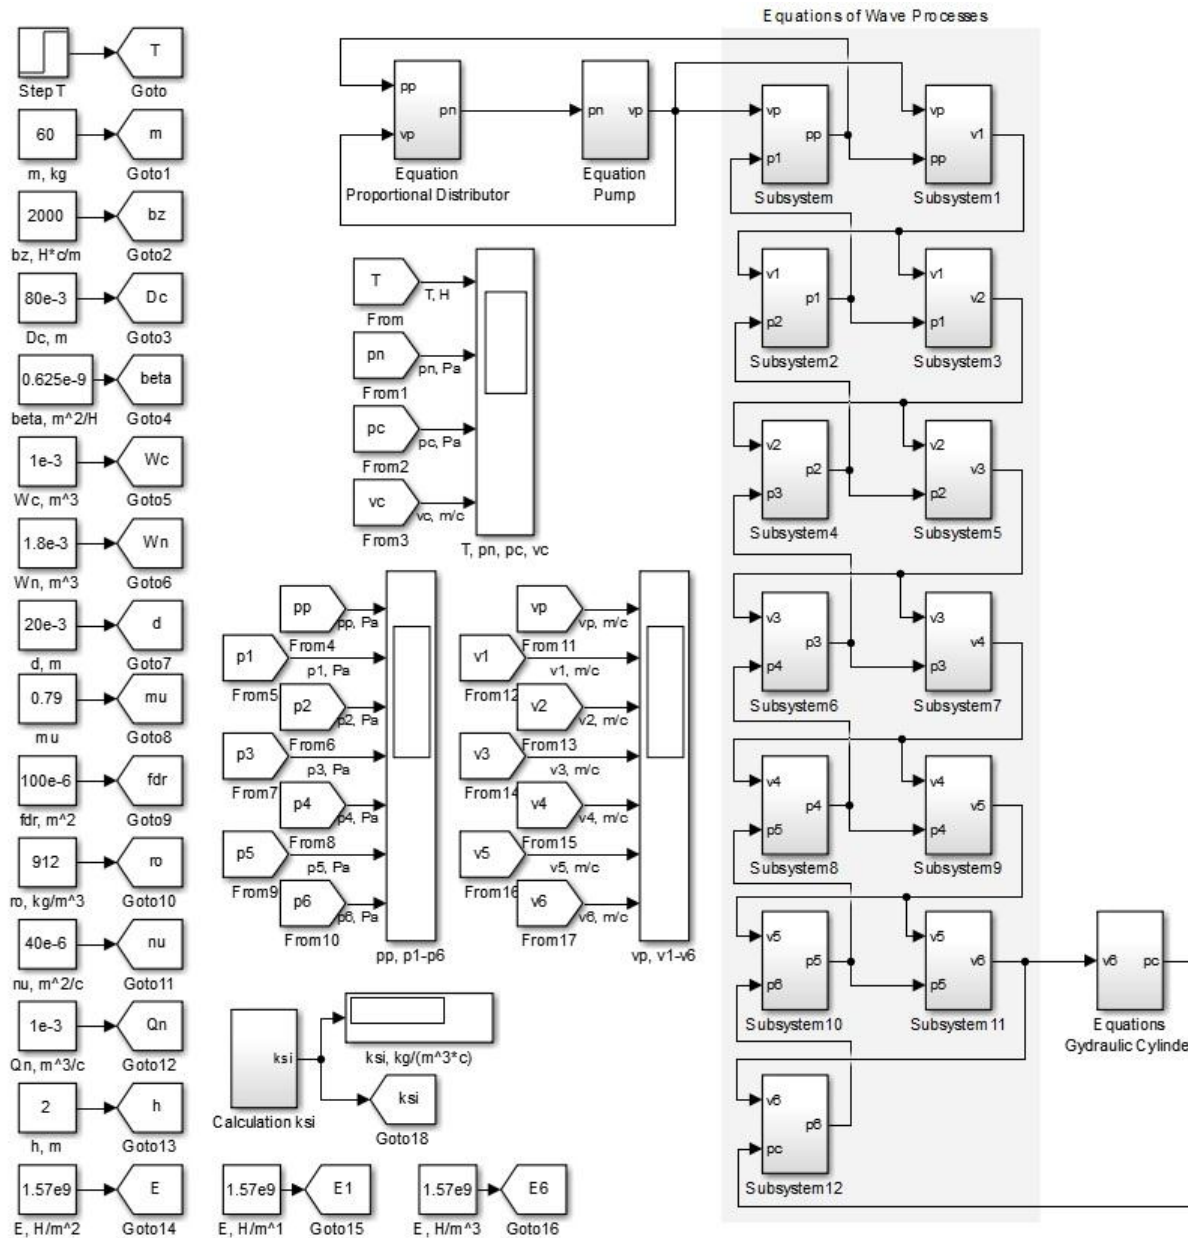 Equations of Wave Processes
T
Step T
Goto
60
m
m, kg
Goto1
2000
bz
bz, H*c/m
Goto2
80e-3
Dc
Dc, m
Goto3
0.625e-9
beta
beta, m^2/H
Goto4
1e-3
Wc
Wc, m^3
Goto5
1.8e-3
Wn
Wn, m^3
Goto6
20e-3
d
d, m
Goto7
0.79
mu
mu
Goto8
100e-6
fdr
fdr, m^2
Goto9
912
ro
ro, kg/m^3
Goto10
40e-6
nu
nu, m^2/c
Goto11
1e-3
Qn
Qn, m^3/c
Goto12
2
h
h, m
Goto13
1.57e9
E
E, H/m^2
Goto14
1.57e9
E1
E, H/m^1
Goto15
1.57e9
E6
E, H/m^3
Goto16
pp
vp
pn
Equation
Proportional Distributor
pn
vp
Equation
Pump
T
T, H
From
pn
pn, Pa
From1
pc
pc, Pa
From2
vc
vc, m/c
From3
T, pn, pc, vc
pp
pp, Pa
From4
p1
p1, Pa
From5
p2
p2, Pa
From6
p3
p3, Pa
From7
p4
p4, Pa
From8
p5
p5, Pa
From9
p6
p6, Pa
From10
pp, p1-p6
vp
vp, m/c
From11
v1
v1, m/c
From12
v2
v2, m/c
From13
v3
v3, m/c
From14
v4
v4, m/c
From15
v5
v5, m/c
From16
v6
v6, m/c
From17
vp, v1-v6
ksi
Calculation ksi
ksi, kg/(m^3*c)
ksi
Goto18
vp
p1
pp
Subsystem
vp
pp
v1
Subsystem1
v1
p2
p1
Subsystem2
v1
p1
v2
Subsystem3
v2
p3
p2
Subsystem4
v2
p2
v3
Subsystem5
v3
p4
p3
Subsystem6
v3
p3
v4
Subsystem7
v4
p5
p4
Subsystem8
v4
p4
v5
Subsystem9
v5
p6
p5
Subsystem10
v5
p5
v6
Subsystem11
v6
pc
p6
Subsystem12
v6
pc
Equations
Gydraulic Cylinde